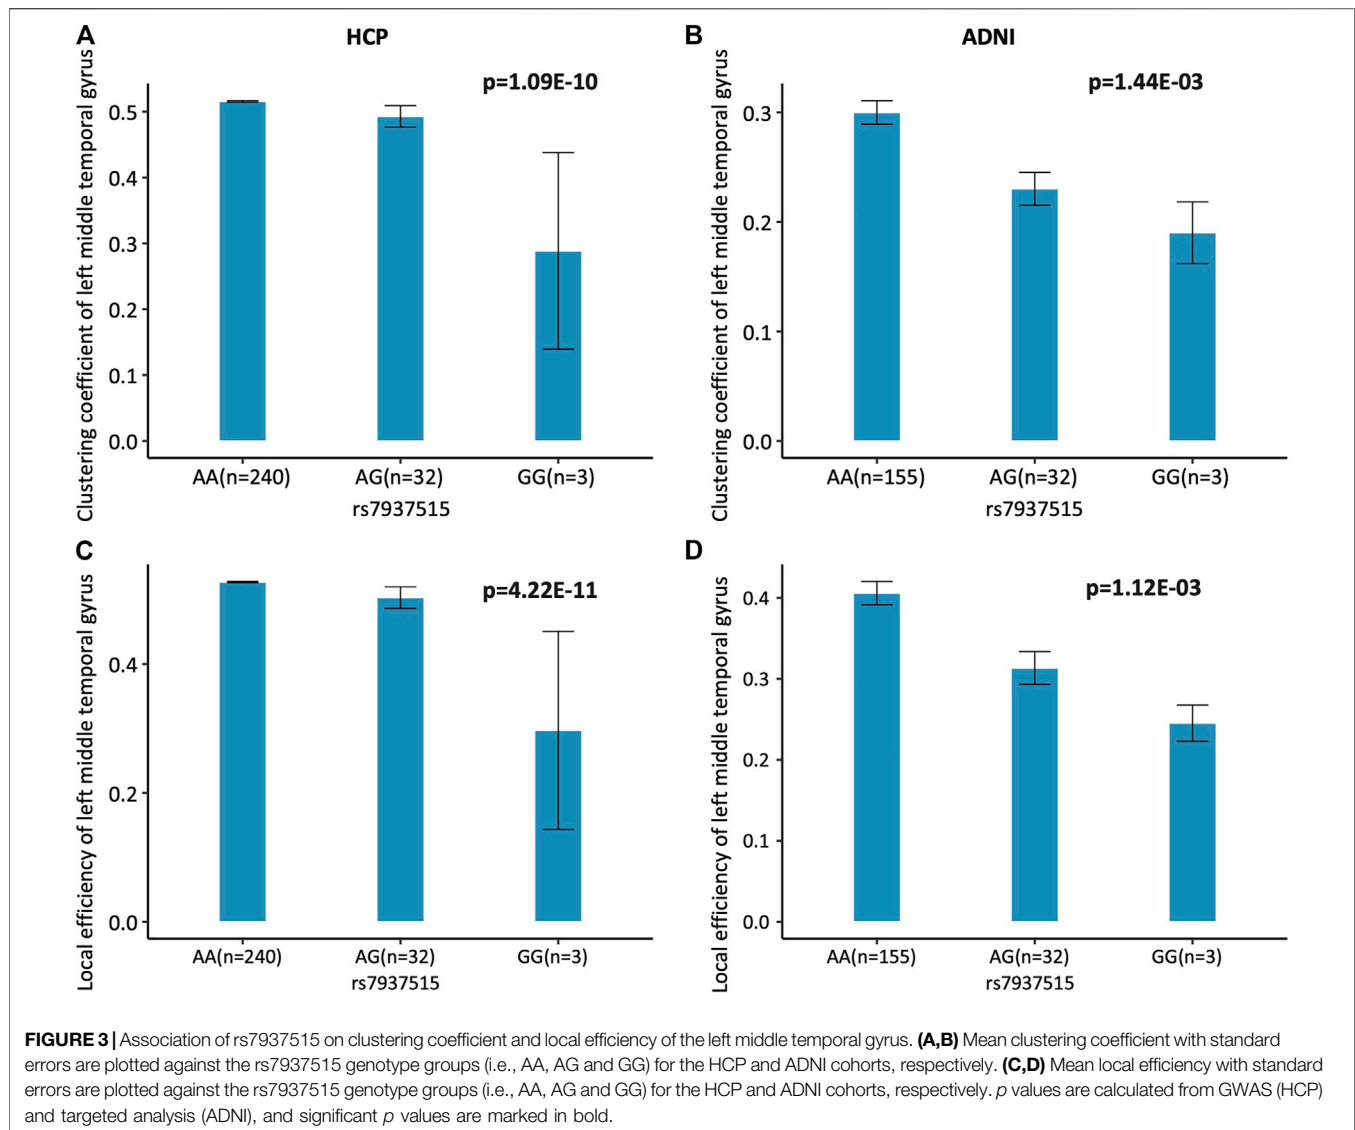 A
HCP
p=1.09E-10
Clustering coefficient of left middle temporal gyrus
0.5
0.4
0.3
0.2
0.1
0.0
AA(n=240)
AG(n=32)
GG(n=3)
rs7937515
B
ADNI
p=1.44E-03
Clustering coefficient of left middle temporal gyrus
0.3
0.2
0.1
0.0
AA(n=155)
AG(n=32)
GG(n=3)
rs7937515
C
p=4.22E-11
Local efficiency of left middle temporal gyrus
0.4
0.2
0.0
AA(n=240)
AG(n=32)
GG(n=3)
rs7937515
D
p=1.12E-03
Local efficiency of left middle temporal gyrus
0.4
0.3
0.2
0.1
0.0
AA(n=155)
AG(n=32)
GG(n=3)
rs7937515
FIGURE 3 | Association of rs7937515 on clustering coefficient and local efficiency of the left middle temporal gyrus. (A,B) Mean clustering coefficient with standard
errors are plotted against the rs7937515 genotype groups (i.e., AA, AG and GG) for the HCP and ADNI cohorts, respectively. (C,D) Mean local efficiency with standard
errors are plotted against the rs7937515 genotype groups (i.e., AA, AG and GG) for the HCP and ADNI cohorts, respectively. p values are calculated from GWAS (HCP)
and targeted analysis (ADNI), and significant p values are marked in bold.